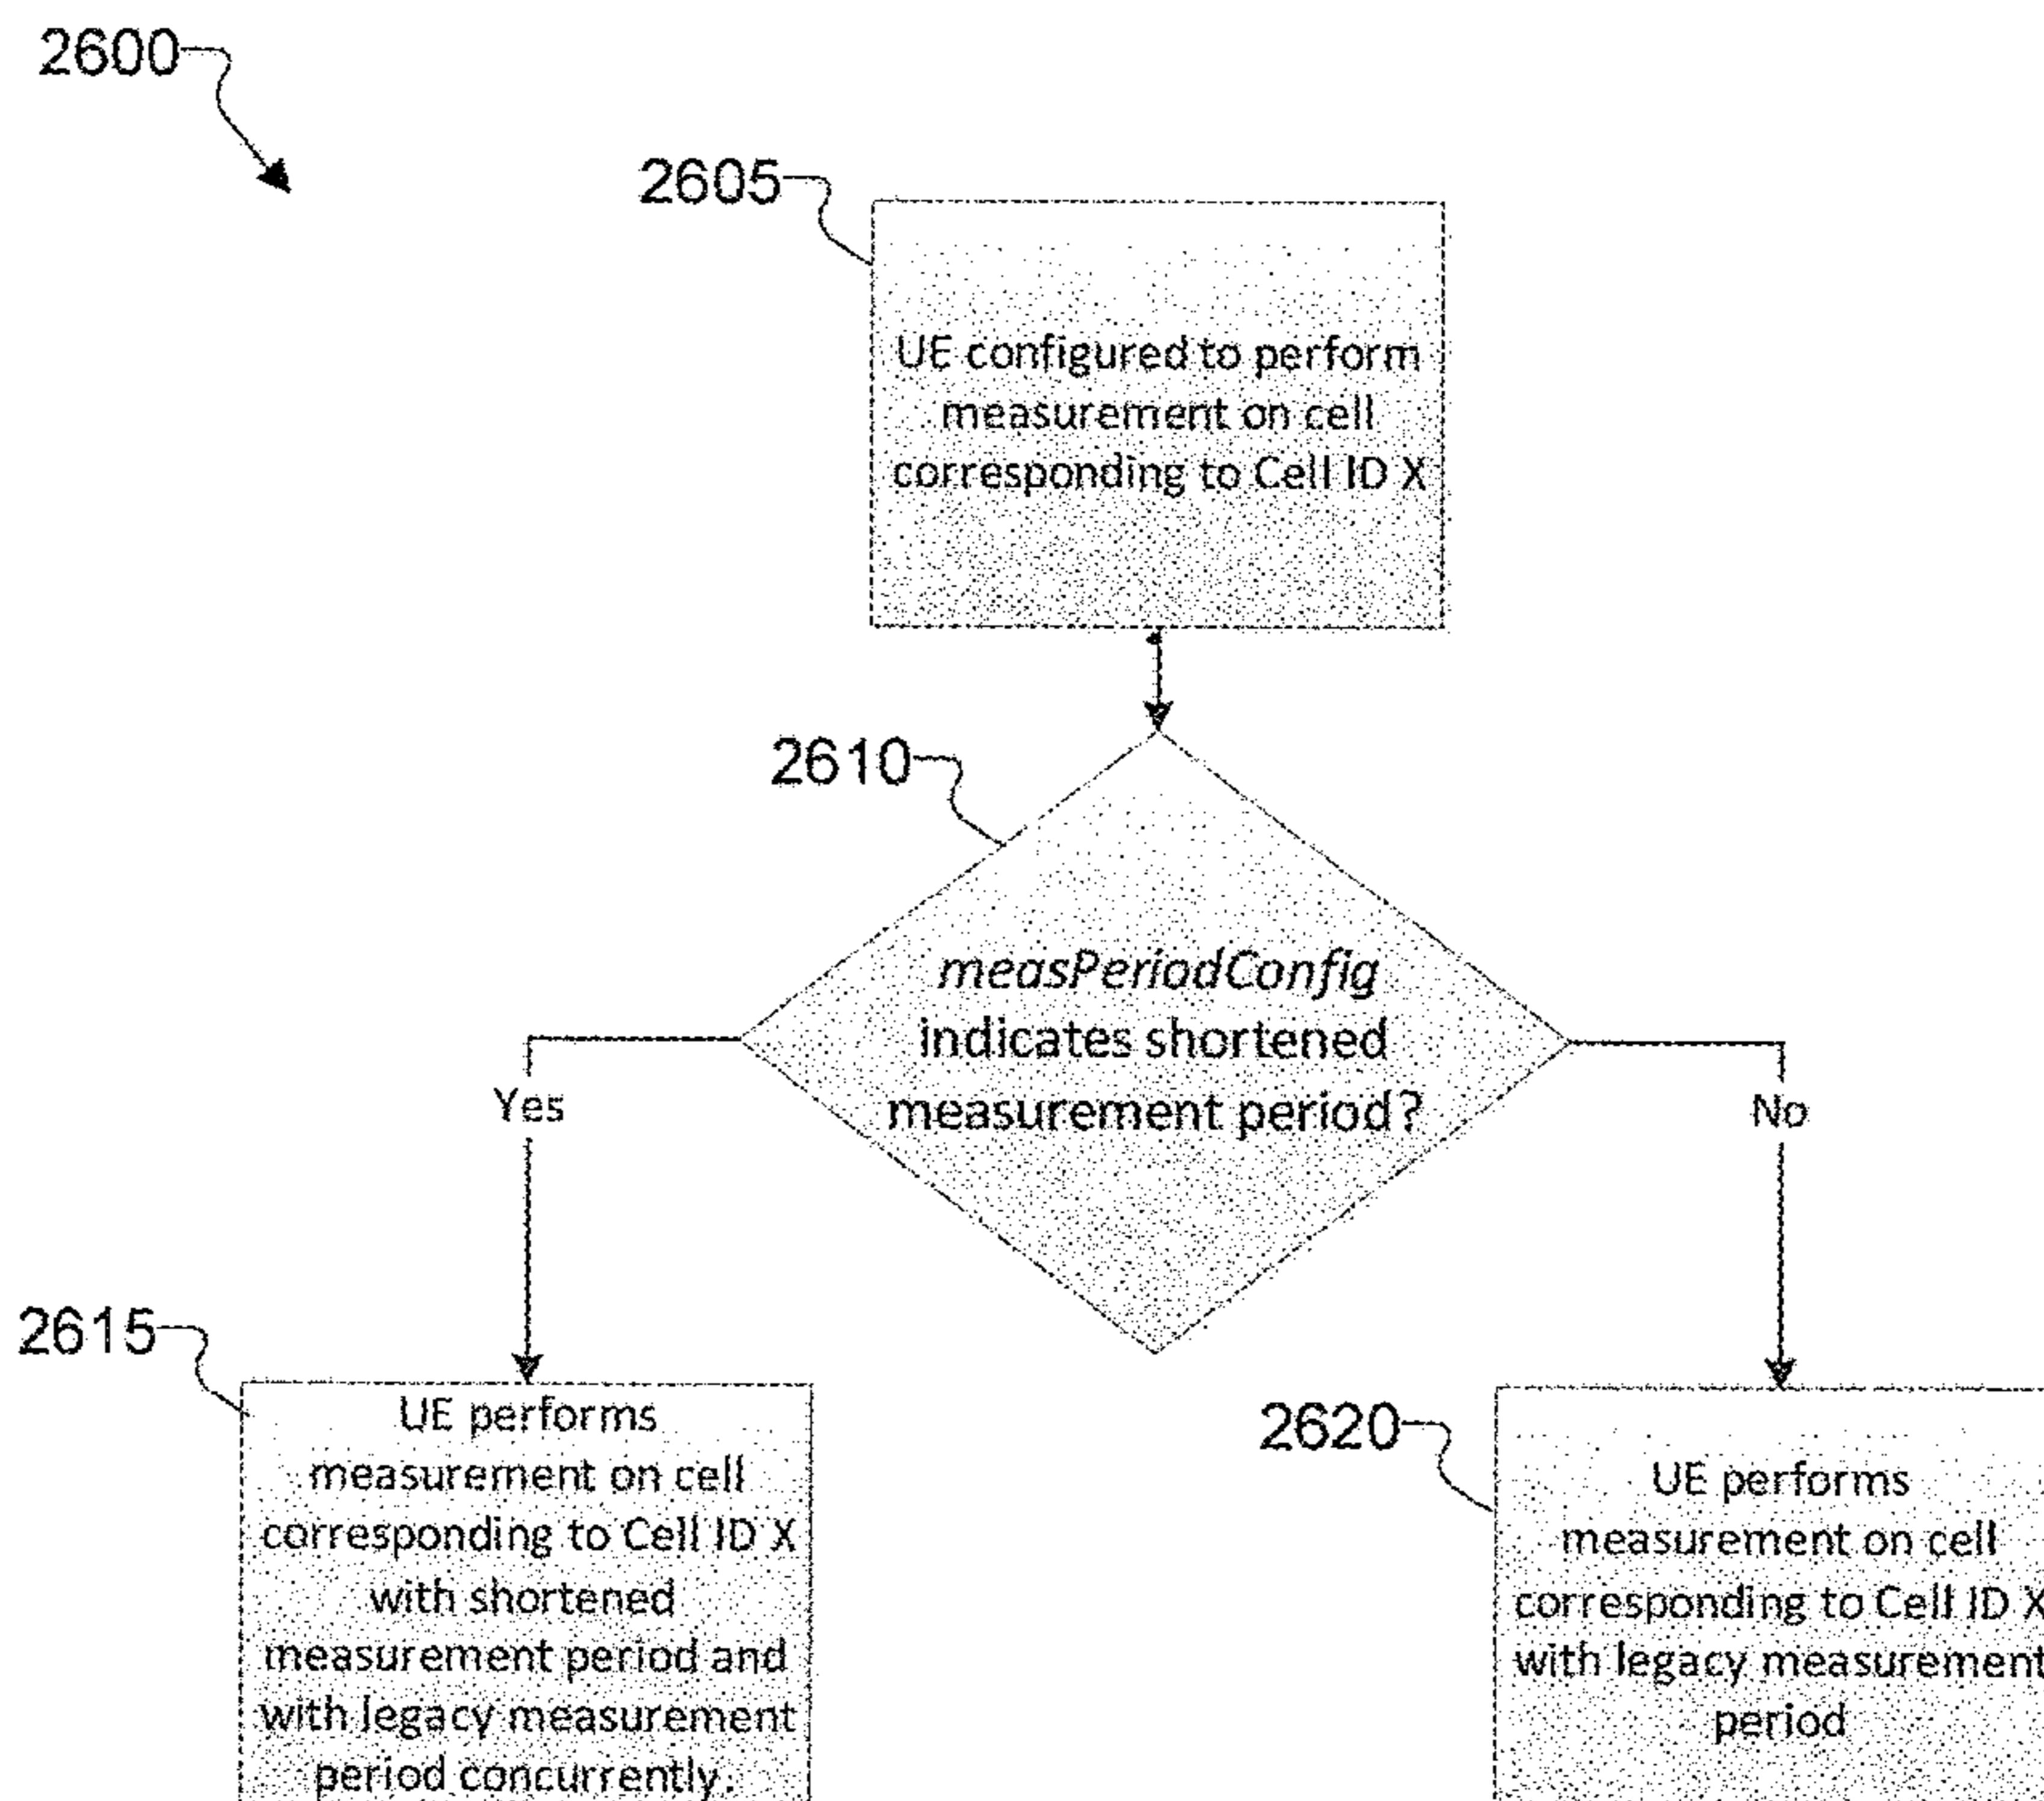 2600
2605
UE configured to perform
measurement on cell
corresponding to Cell ID X
2610
measPeriodConfig
indicates shortened
measurement period?
Yes
No
2615
UE performs
measurement on cell
corresponding to Cell ID X
with shortened
measurement period and
with legacy measurement
period concurrently.
2620
UE performs
measurement on cell
corresponding to Cell ID X
with legacy measurement
period